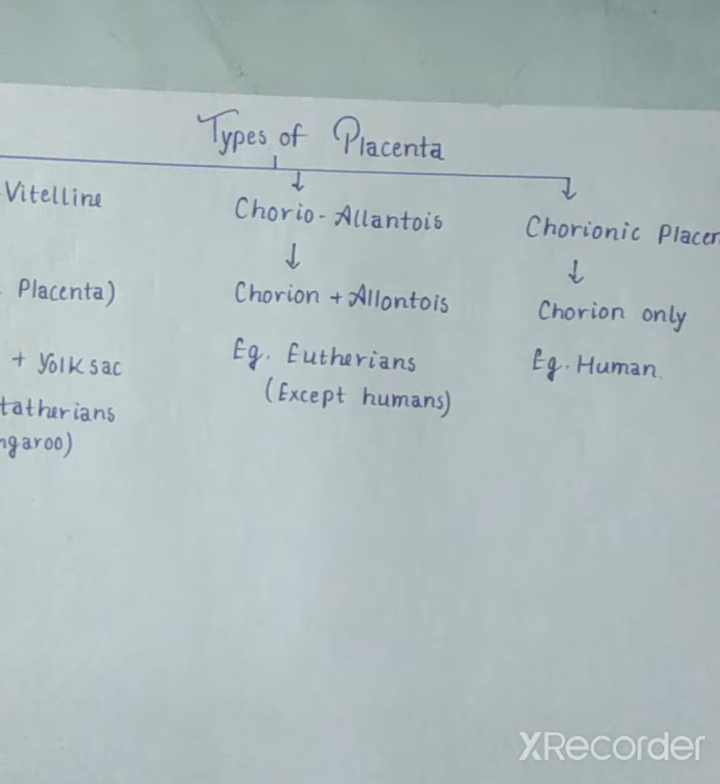 Types of Placenta
Vitelline
Placenta)
+ Yolk sac
tatherians
ngaroo)
Chorio-Allantois
Chorion + Allontois
Eg. Eutherians
(Except humans)
Chorionic Placen
Chorion only
Eg. Human.
XRecorder